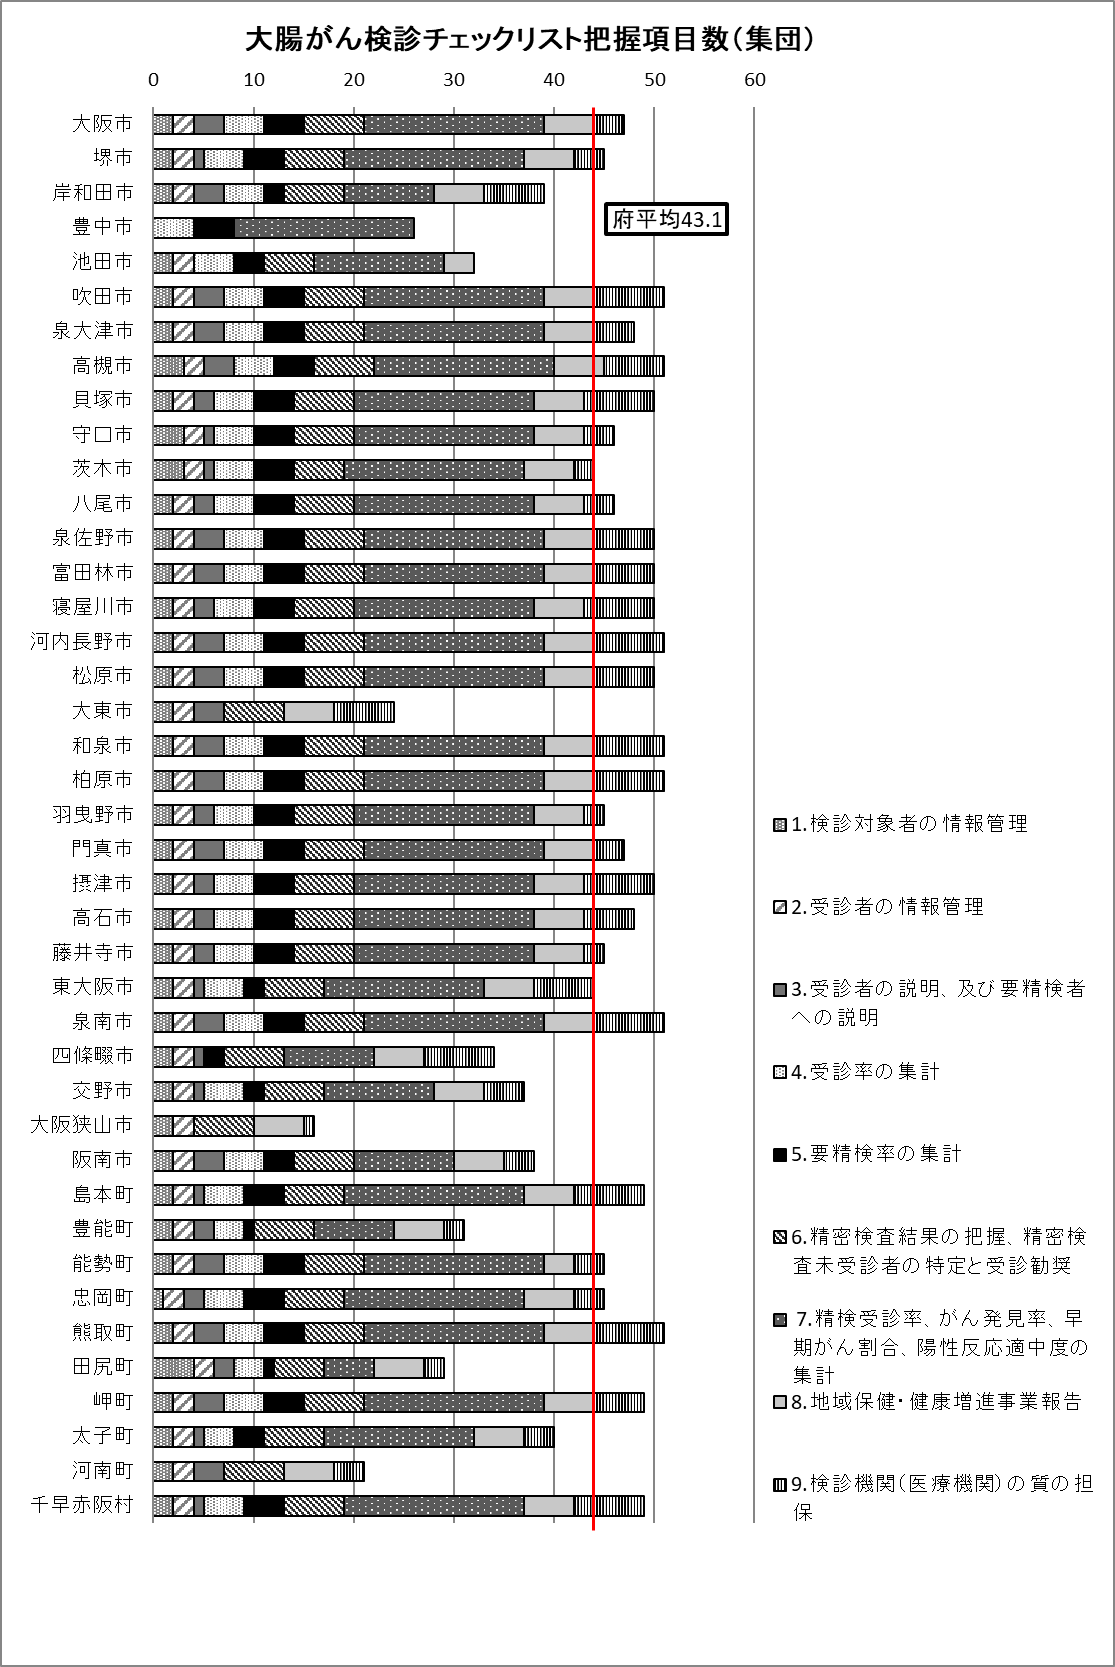 大腸がん検診チェックリスト把握項目数（集団）
0 10 20 30 40 50 60
大阪市
堺市
岸和田市
府平均43.1
豊中市
池田市
吹田市
泉大津市
高槻市
貝塚市
守口市
茨木市
八尾市
泉佐野市
富田林市
寝屋川市
河内長野市
松原市
大東市
和泉市
柏原市
羽曳野市
門真市
摂津市
高石市
藤井寺市
東大阪市
泉南市
四條畷市
交野市
大阪狭山市
阪南市
島本町
豊能町
能勢町
忠岡町
熊取町
田尻町
岬町
太子町
河南町
千早赤阪村
1.検診対象者の情報管理
2.受診者の情報管理
3.受診者の説明、及び要精検者
への説明
4.受診率の集計
5.要精検率の集計
6.精密検査結果の把握、精密検
査未受診者の特定と受診勧奨
7.精検受診率、がん発見率、早
期がん割合、陽性反応適中度の
集計
8.地域保健・健康増進事業報告
9.検診機関（医療機関）の質の担
保